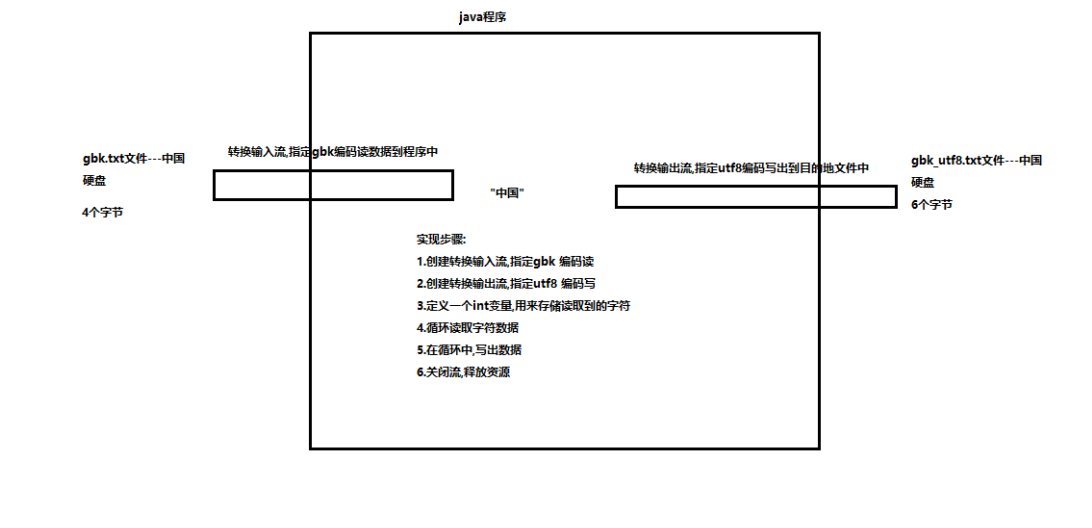 java程序
gbk.txt文件---中国
硬盘
4个字节
转换输入流,指定gbk编码读数据到程序中
"中国"
转换输出流,指定utf8编码写出到目的地文件中
gbk_utf8.txt文件---中国
硬盘
6个字节
实现步骤:
1.创建转换输入流,指定gbk 编码读
2.创建转换输出流,指定utf8 编码写
3.定义一个int变量,用来存储读取到的字符
4.循环读取字符数据
5.在循环中,写出数据
6.关闭流,释放资源